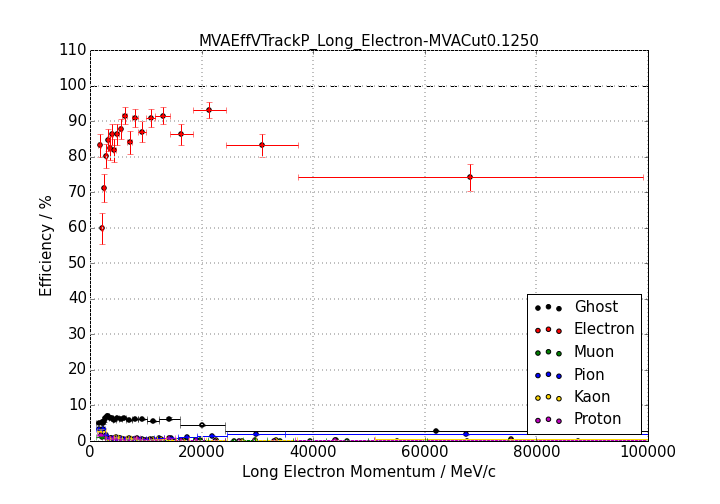 MVAEffVTrackP_Long_Electron-MVACut0.1250
110
100
90
80
70
60
50
40
30
20
10
0
Efficiency / %
Ghost
Electron
Muon
Pion
Kaon
Proton
0 20000 40000 60000 80000 100000
Long Electron Momentum / MeV/c